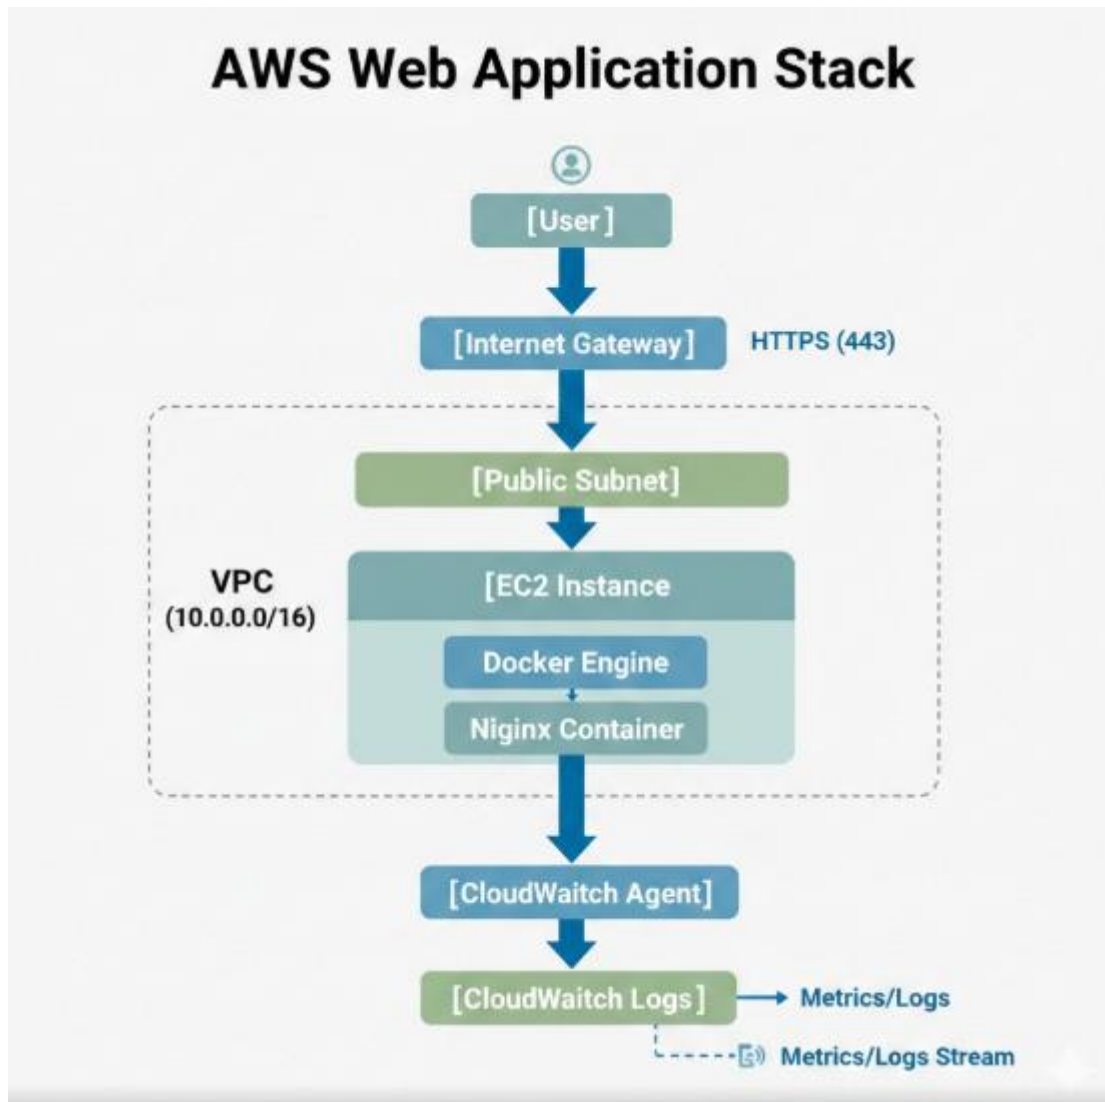 AWS Web Application Stack
[User]
[Internet Gateway]
HTTPS (443)
[Public Subnet]
VPC
(10.0.0.0/16)
[EC2 Instance
Docker Engine
Niginx Container
[CloudWaitch Agent]
[CloudWaitch Logs]
Metrics/Logs
Metrics/Logs Stream